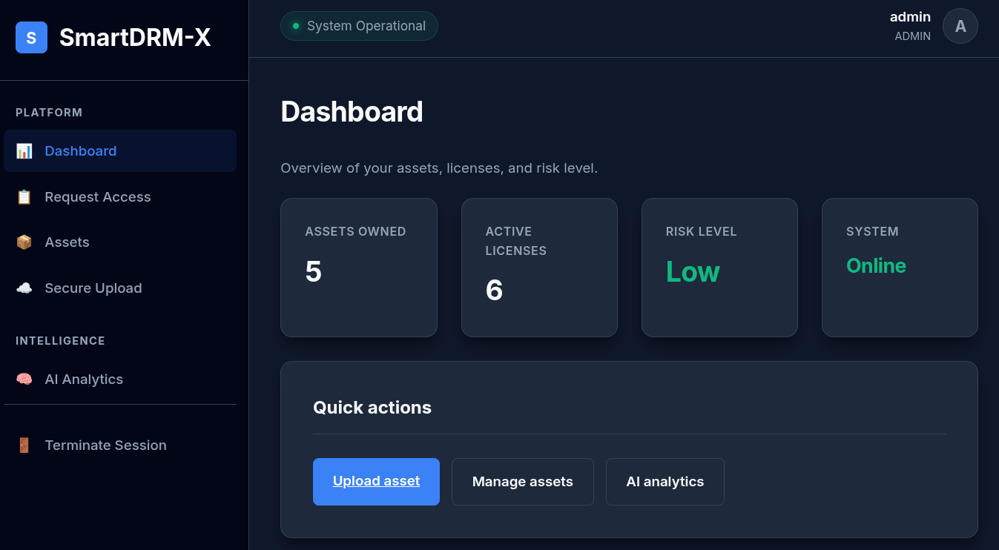 S
SmartDRM-X
PLATFORM
Dashboard
Request Access
Assets
Secure Upload
INTELLIGENCE
AI Analytics
Terminate Session
System Operational
admin
ADMIN
A
Dashboard
Overview of your assets, licenses, and risk level.
ASSETS OWNED
5
ACTIVE
LICENSES
6
RISK LEVEL
Low
SYSTEM
Online
Quick actions
Upload asset
Manage assets
AI analytics